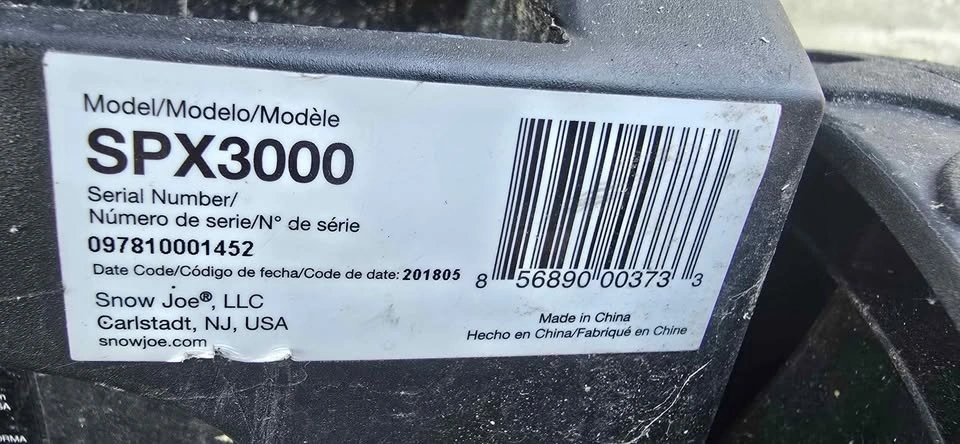 Model/Modelo/Modèle
SPX3000
Serial Number/
Número de serie/N° de série
097810001452
Date Code/Código de fecha/Code de date: 201805
Snow Joe®, LLC
Carlstadt, NJ, USA
snowjoe.com
8 56890 00373 3
Made in China
Hecho en China/Fabriqué en Chine